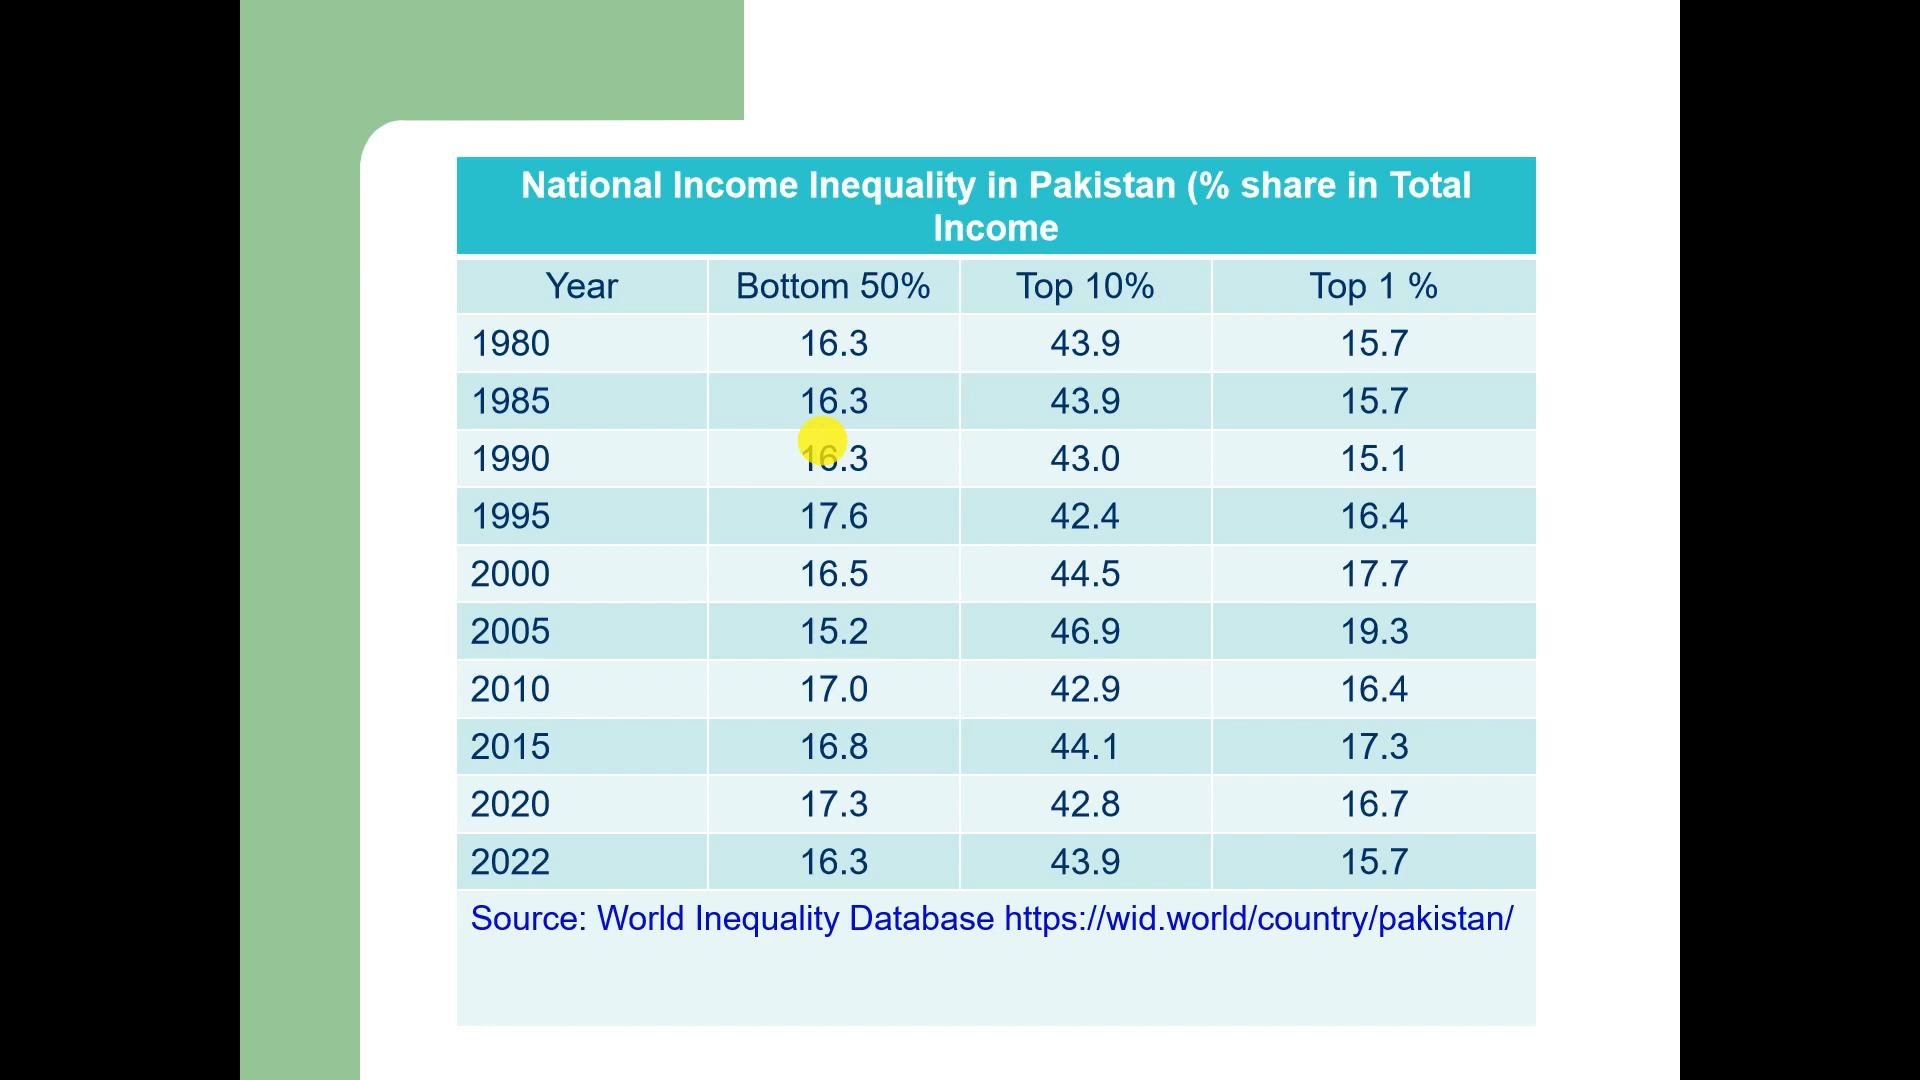 National Income Inequality in Pakistan (% share in Total
Income
Year Bottom 50% Top 10% Top 1 %
1980 16.3 43.9 15.7
1985 16.3 43.9 15.7
1990 16.3 43.0 15.1
1995 17.6 42.4 16.4
2000 16.5 44.5 17.7
2005 15.2 46.9 19.3
2010 17.0 42.9 16.4
2015 16.8 44.1 17.3
2020 17.3 42.8 16.7
2022 16.3 43.9 15.7
Source: World Inequality Database https://wid.world/country/pakistan/